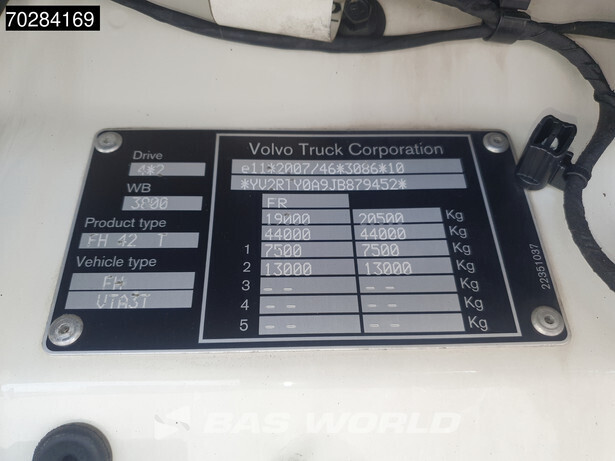 70284169
Volvo Truck Corporation
Drive
4*2
e11*2007/46*3086*10
WB
*YV2RTY0A9JB879452*
3800
FR
19000 20500 Kg
Product type
44000 44000 Kg
FH 42 T
1 7500 7500 Kg
Vehicle type
2 13000 13000 Kg
FH
3 -- -- Kg
VTA3T
4 -- -- Kg
5 -- -- Kg
22351037
BAS WORLD